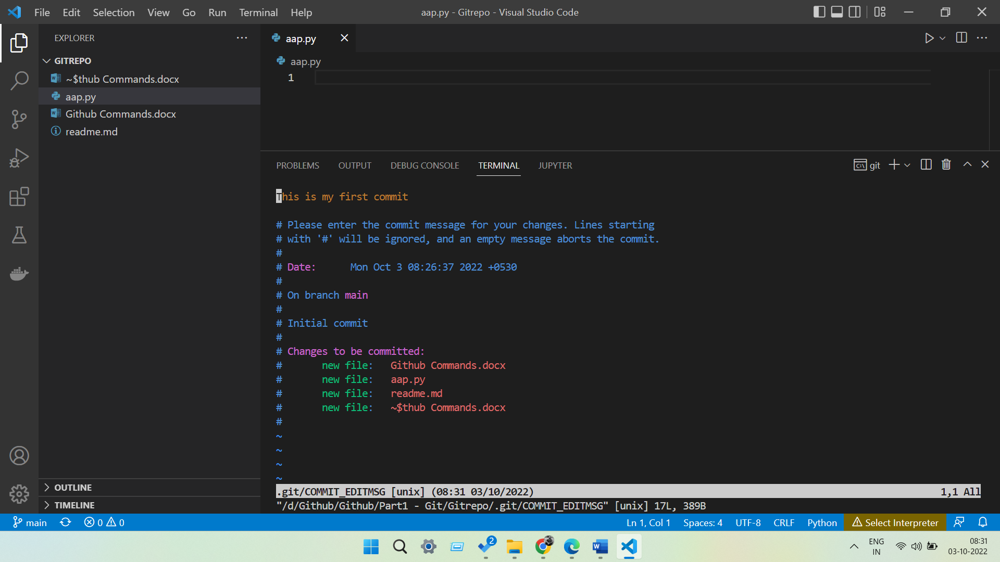 File Edit Selection View Go Run Terminal Help
aap.py - Gitrepo - Visual Studio Code
EXPLORER
GITREPO
~$thub Commands.docx
aap.py
Github Commands.docx
readme.md
OUTLINE
TIMELINE
aap.py
aap.py
1
PROBLEMS OUTPUT DEBUG CONSOLE TERMINAL JUPYTER
git
This is my first commit
# Please enter the commit message for your changes. Lines starting
# with '#' will be ignored, and an empty message aborts the commit.
#
# Date:      Mon Oct 3 08:26:37 2022 +0530
#
# On branch main
#
# Initial commit
#
# Changes to be committed:
#       new file:   Github Commands.docx
#       new file:   aap.py
#       new file:   readme.md
#       new file:   ~$thub Commands.docx
#
~
~
~
~
.git/COMMIT_EDITMSG [unix] (08:31 03/10/2022) 1,1 All
"/d/Github/Github/Part1 - Git/Gitrepo/.git/COMMIT_EDITMSG" [unix] 17L, 389B
main 0 0 Ln 1, Col 1 Spaces: 4 UTF-8 CRLF Python Select Interpreter
2
ENG
IN
08:31
03-10-2022